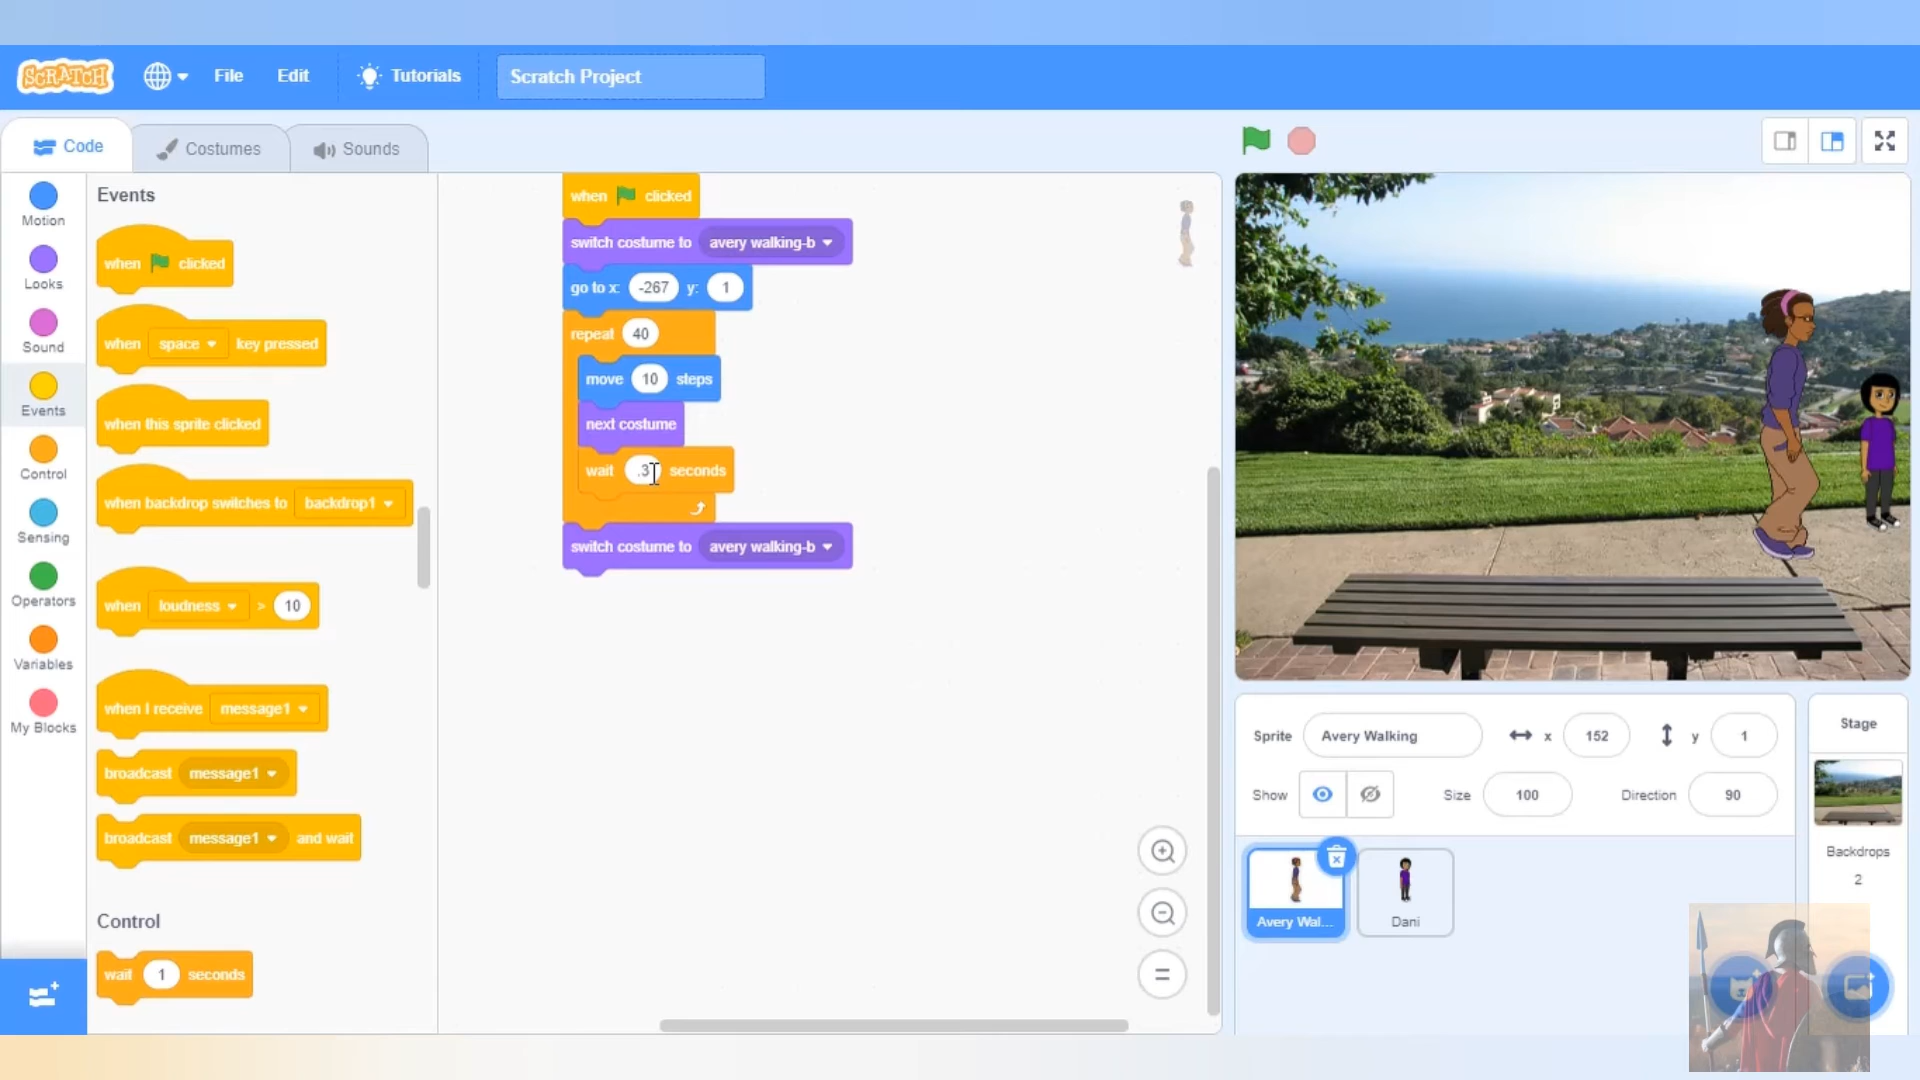 SCRATCH File Edit Tutorials Scratch Project
Code Costumes Sounds
Motion
Looks
Sound
Events
Control
Sensing
Operators
Variables
My Blocks
Events
when clicked
when space key pressed
when this sprite clicked
when backdrop switches to backdrop1
when loudness > 10
when I receive message1
broadcast message1
broadcast message1 and wait
Control
wait 1 seconds
when clicked
switch costume to avery walking-b
go to x: -267 y: 1
repeat 40
move 10 steps
next costume
wait .3 seconds
switch costume to avery walking-b
Sprite Avery Walking x 152 y 1
Show Size 100 Direction 90
Avery Wal...
Dani
Stage
Backdrops
2